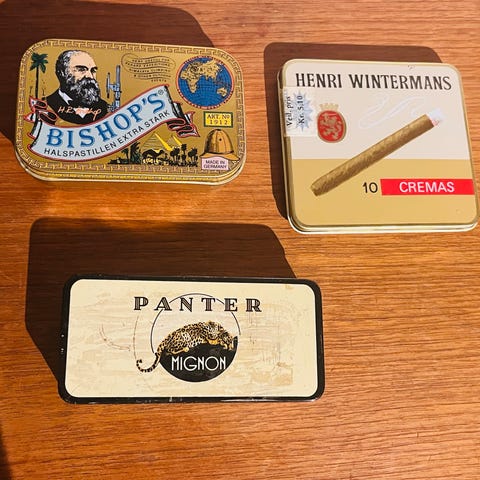 BISHOP'S®
HALSPASTILLEN EXTRA STARK
ART. No
1912
MADE IN
GERMANY
HENRI WINTERMANS
10 CREMAS
PANTER
MIGNON